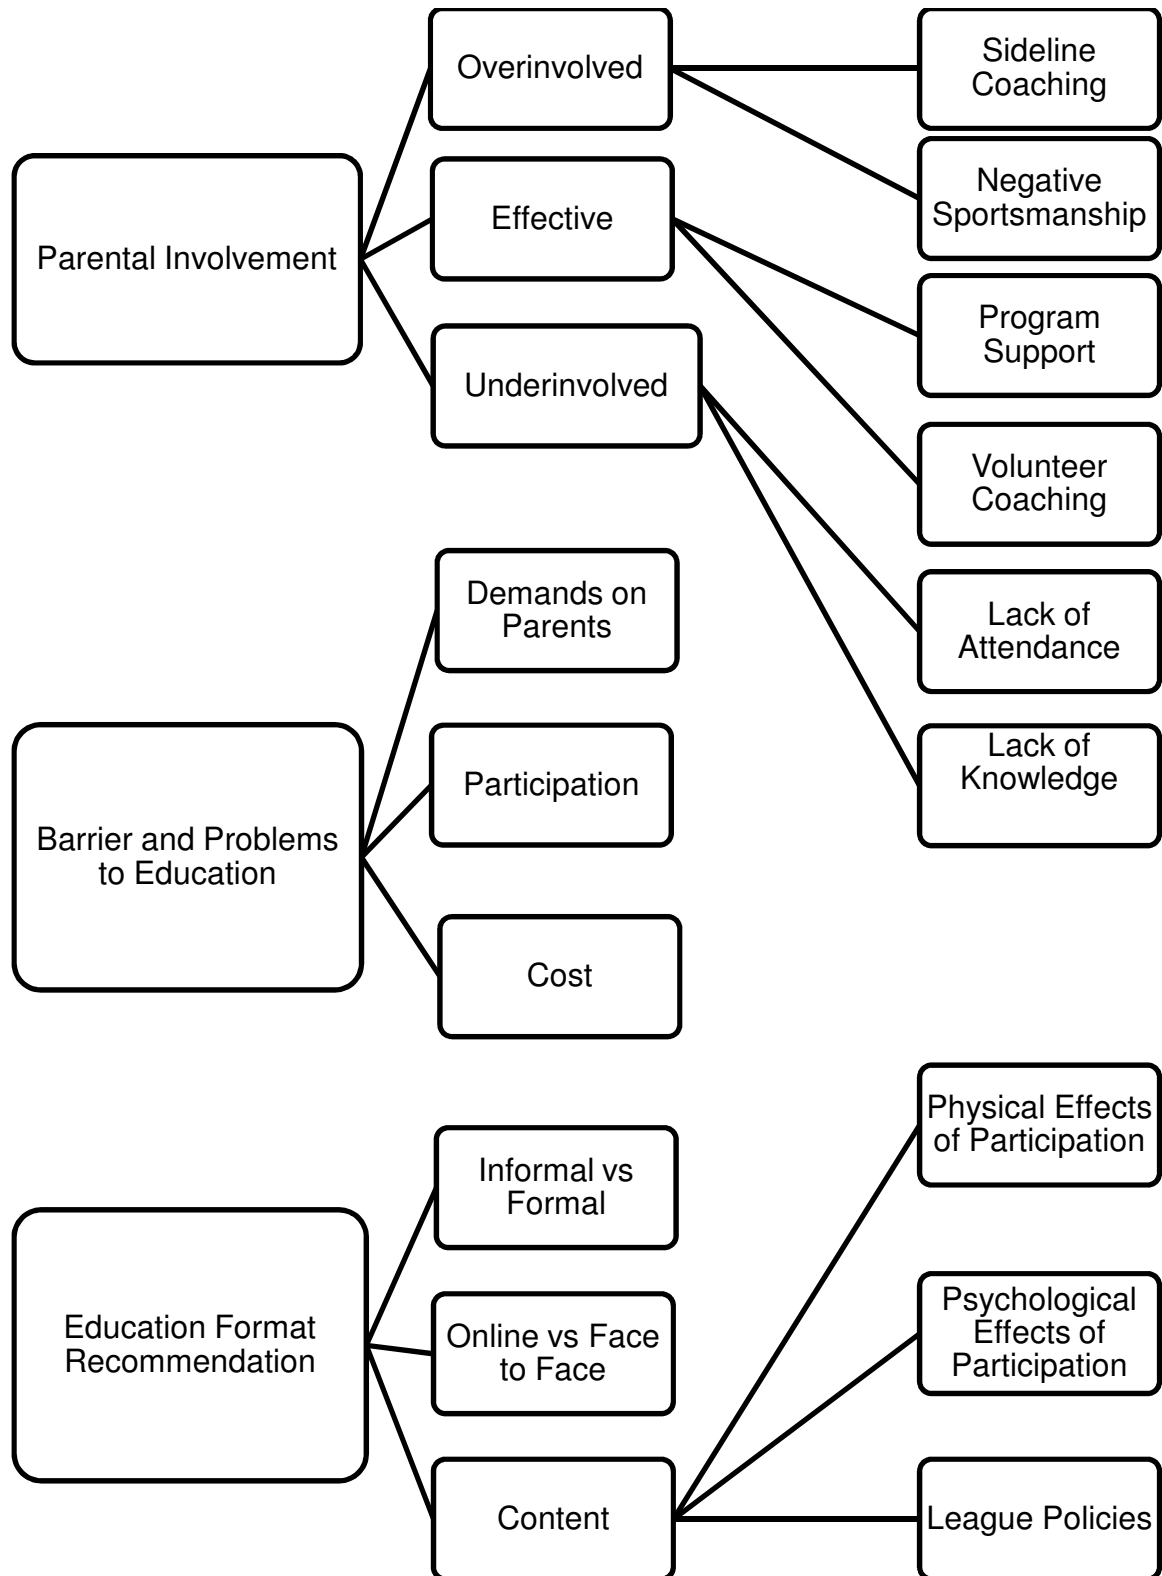 Parental Involvement
Overinvolved
Effective
Underinvolved
Sideline
Coaching
Negative
Sportsmanship
Program
Support
Volunteer
Coaching
Lack of
Attendance
Lack of
Knowledge
Barrier and Problems
to Education
Demands on
Parents
Participation
Cost
Education Format
Recommendation
Informal vs
Formal
Online vs Face
to Face
Content
Physical Effects
of Participation
Psychological
Effects of
Participation
League Policies